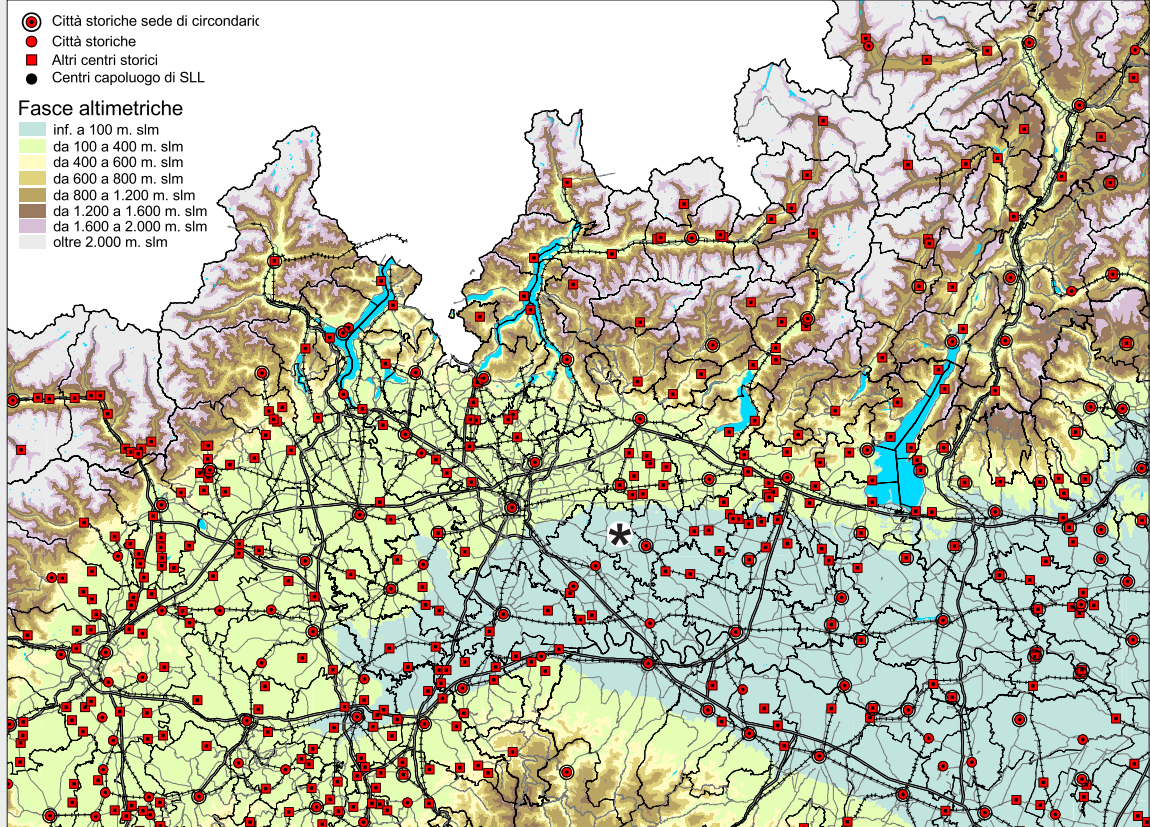 Città storiche sede di circondaric
Città storiche
Altri centri storici
Centri capoluogo di SLL
Fasce altimetriche
inf. a 100 m. slm
da 100 a 400 m. slm
da 400 a 600 m. slm
da 600 a 800 m. slm
da 800 a 1.200 m. slm
da 1.200 a 1.600 m. slm
da 1.600 a 2.000 m. slm
oltre 2.000 m. slm
*